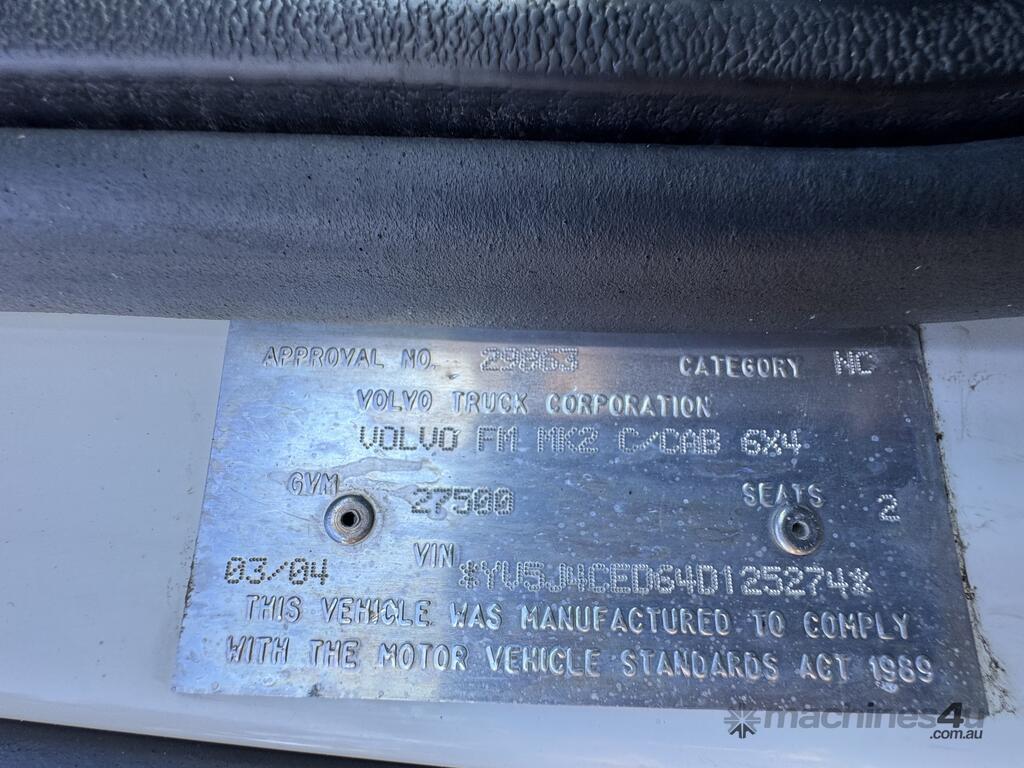 APPROVAL NO. 29863 CATEGORY NC
VOLVO TRUCK CORPORATION
VOLVO FM MK2 C/CAB 6X4
GVM 27500 SEATS 2
03/04 VIN *YV5J4CED64D125274*
THIS VEHICLE WAS MANUFACTURED TO COMPLY
WITH THE MOTOR VEHICLE STANDARDS ACT 1989
machines4u
.com.au